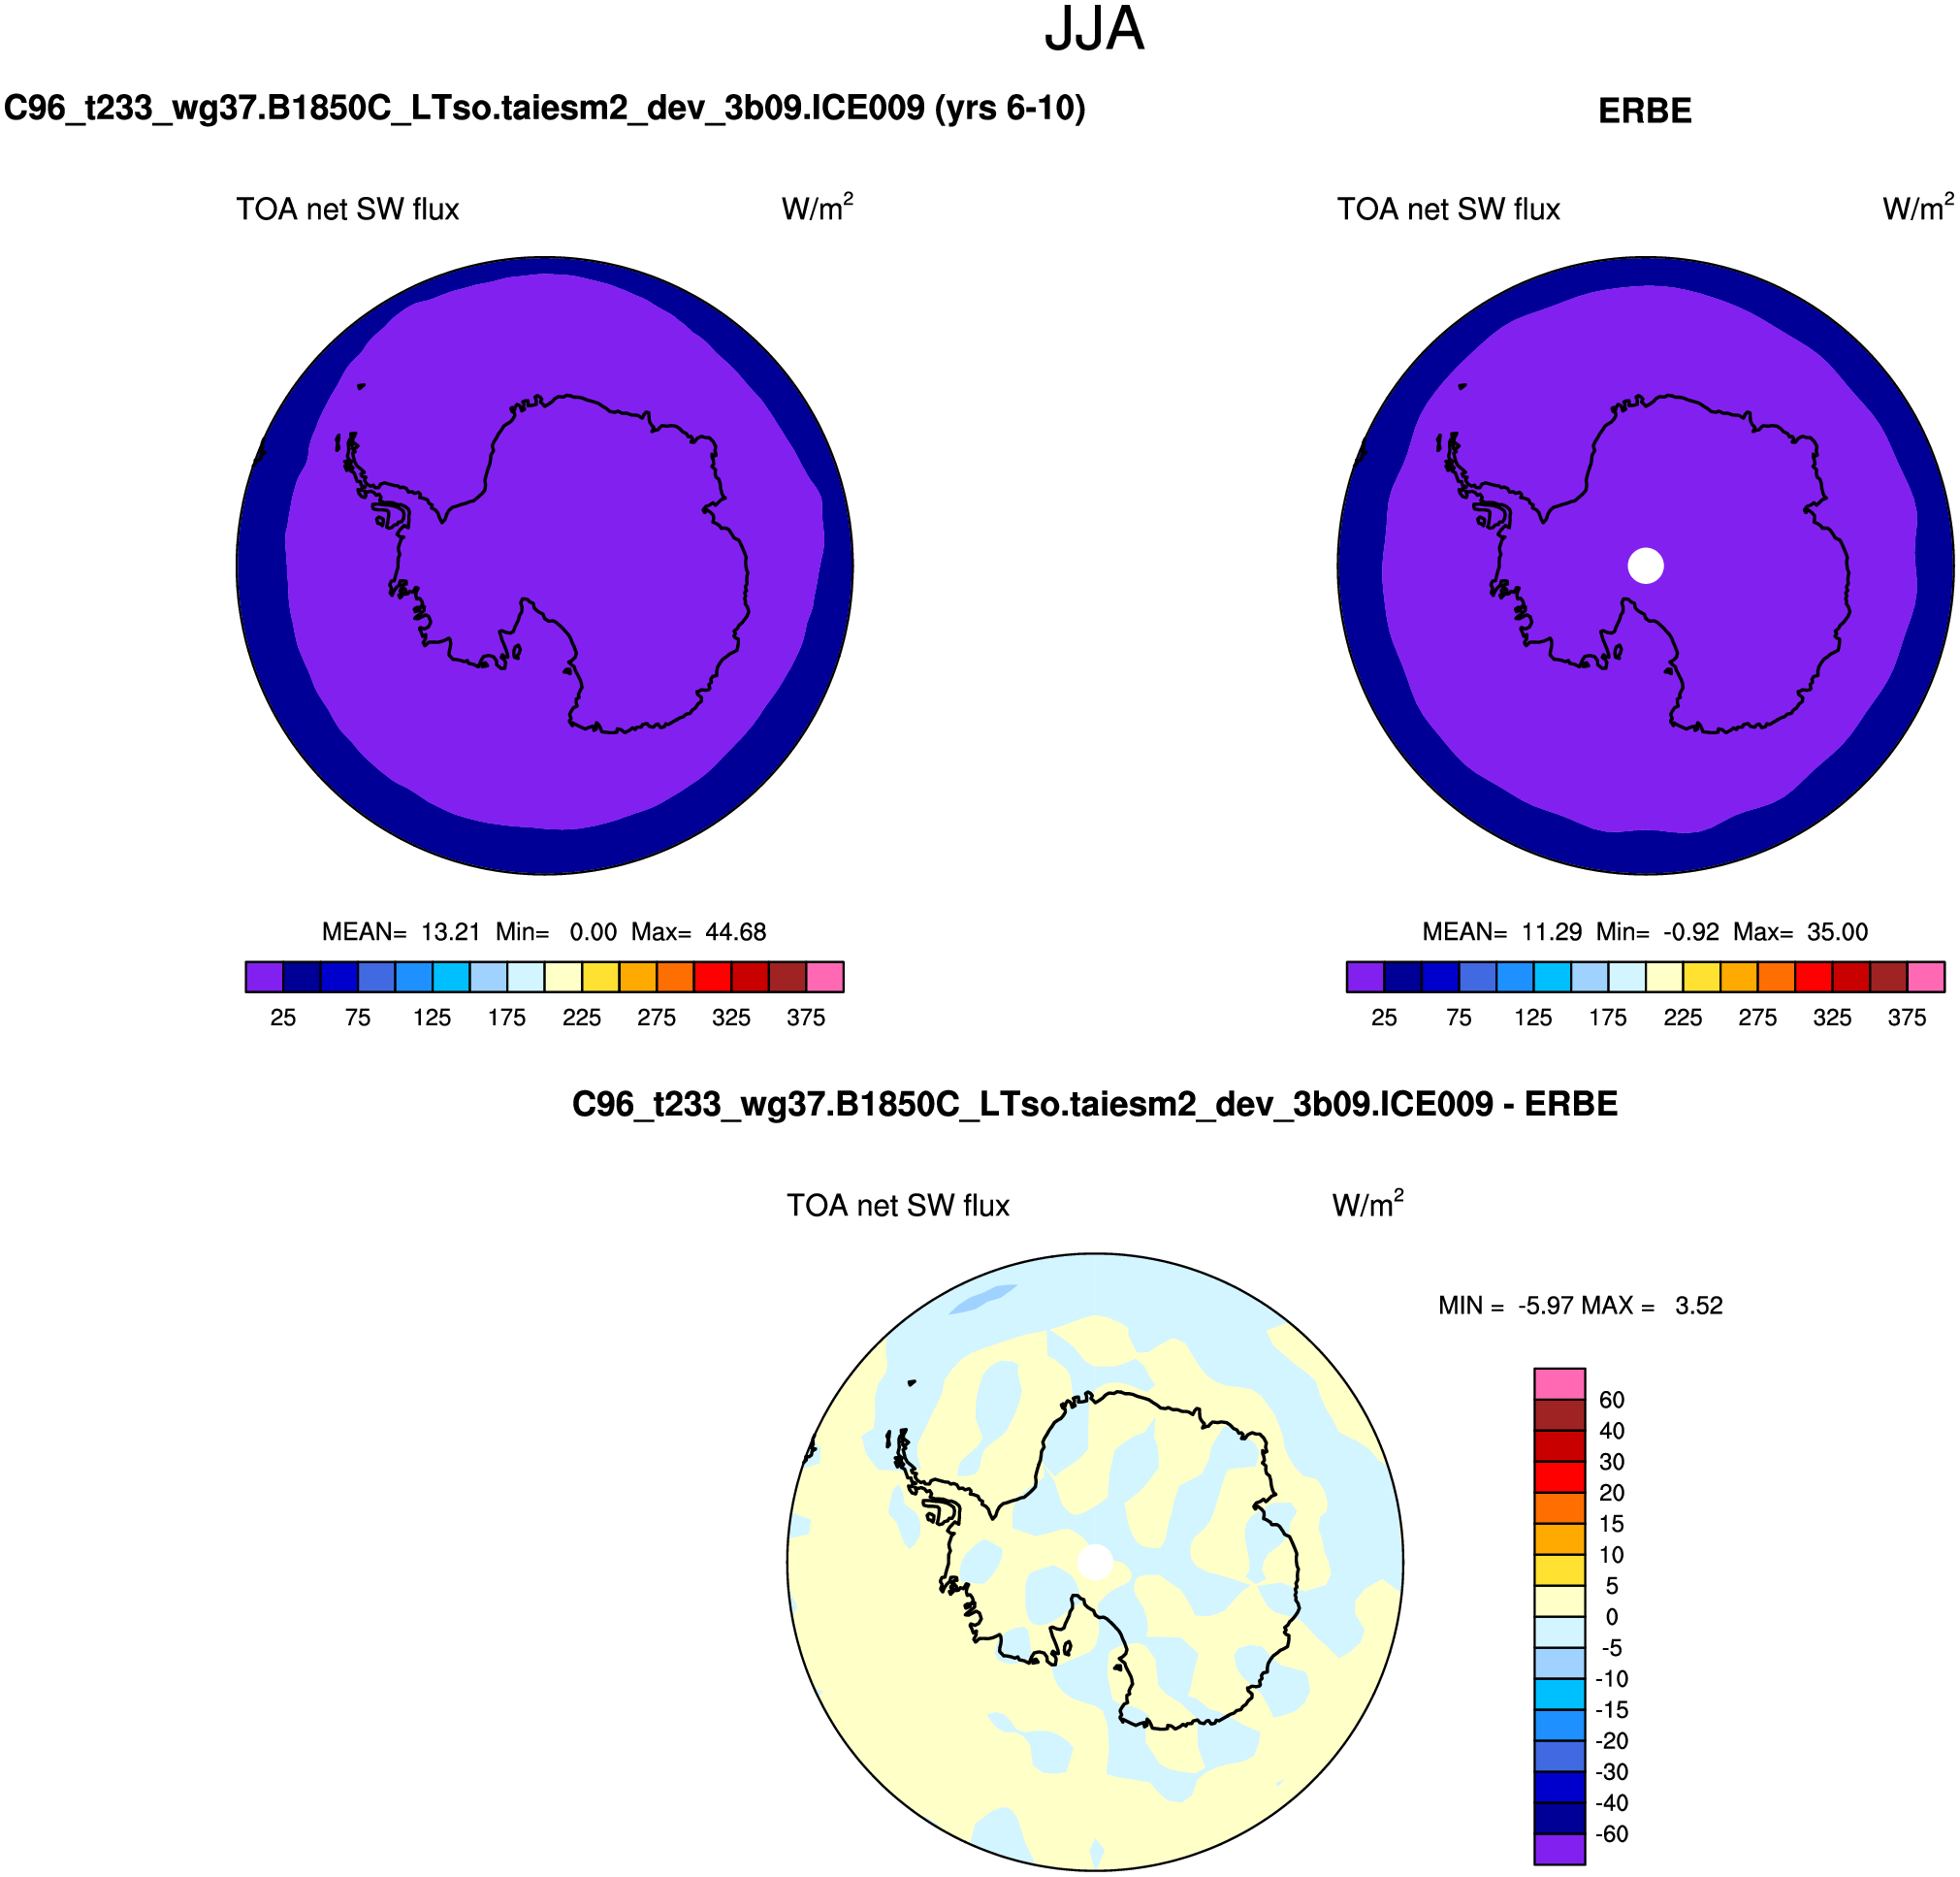 JJA
C96_t233_wg37.B1850C_LTso.taiesm2_dev_3b09.ICE009 (yrs 6-10)
ERBE
TOA net SW flux W/m²
TOA net SW flux W/m²
MEAN= 13.21 Min= 0.00 Max= 44.68
MEAN= 11.29 Min= -0.92 Max= 35.00
25 75 125 175 225 275 325 375
25 75 125 175 225 275 325 375
C96_t233_wg37.B1850C_LTso.taiesm2_dev_3b09.ICE009 - ERBE
TOA net SW flux W/m²
MIN = -5.97 MAX = 3.52
60
40
30
20
15
10
5
0
-5
-10
-15
-20
-30
-40
-60